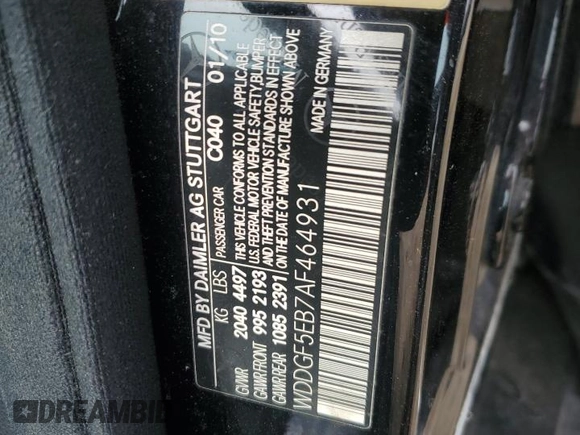 MFD BY DAIMLER AG STUTTGART
PASSENGER CAR C040 01/10
KG LBS
GVWR 2040 4497
GAWR FRONT 995 2193
GAWR REAR 1085 2391
THIS VEHICLE CONFORMS TO ALL APPLICABLE
U.S. FEDERAL MOTOR VEHICLE SAFETY, BUMPER,
AND THEFT PREVENTION STANDARDS IN EFFECT
ON THE DATE OF MANUFACTURE SHOWN ABOVE
WDDGF5EB7AF464931 MADE IN GERMANY
DREAMBID